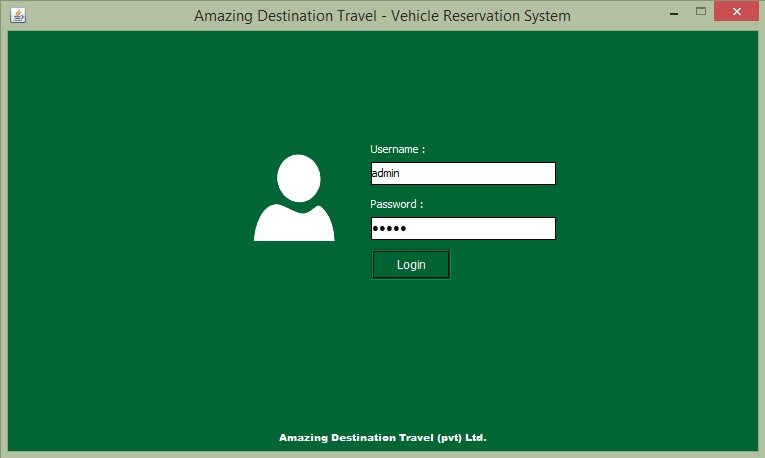 Amazing Destination Travel - Vehicle Reservation System
Username :
admin
Password :
●●●●●
Login
Amazing Destination Travel (pvt) Ltd.